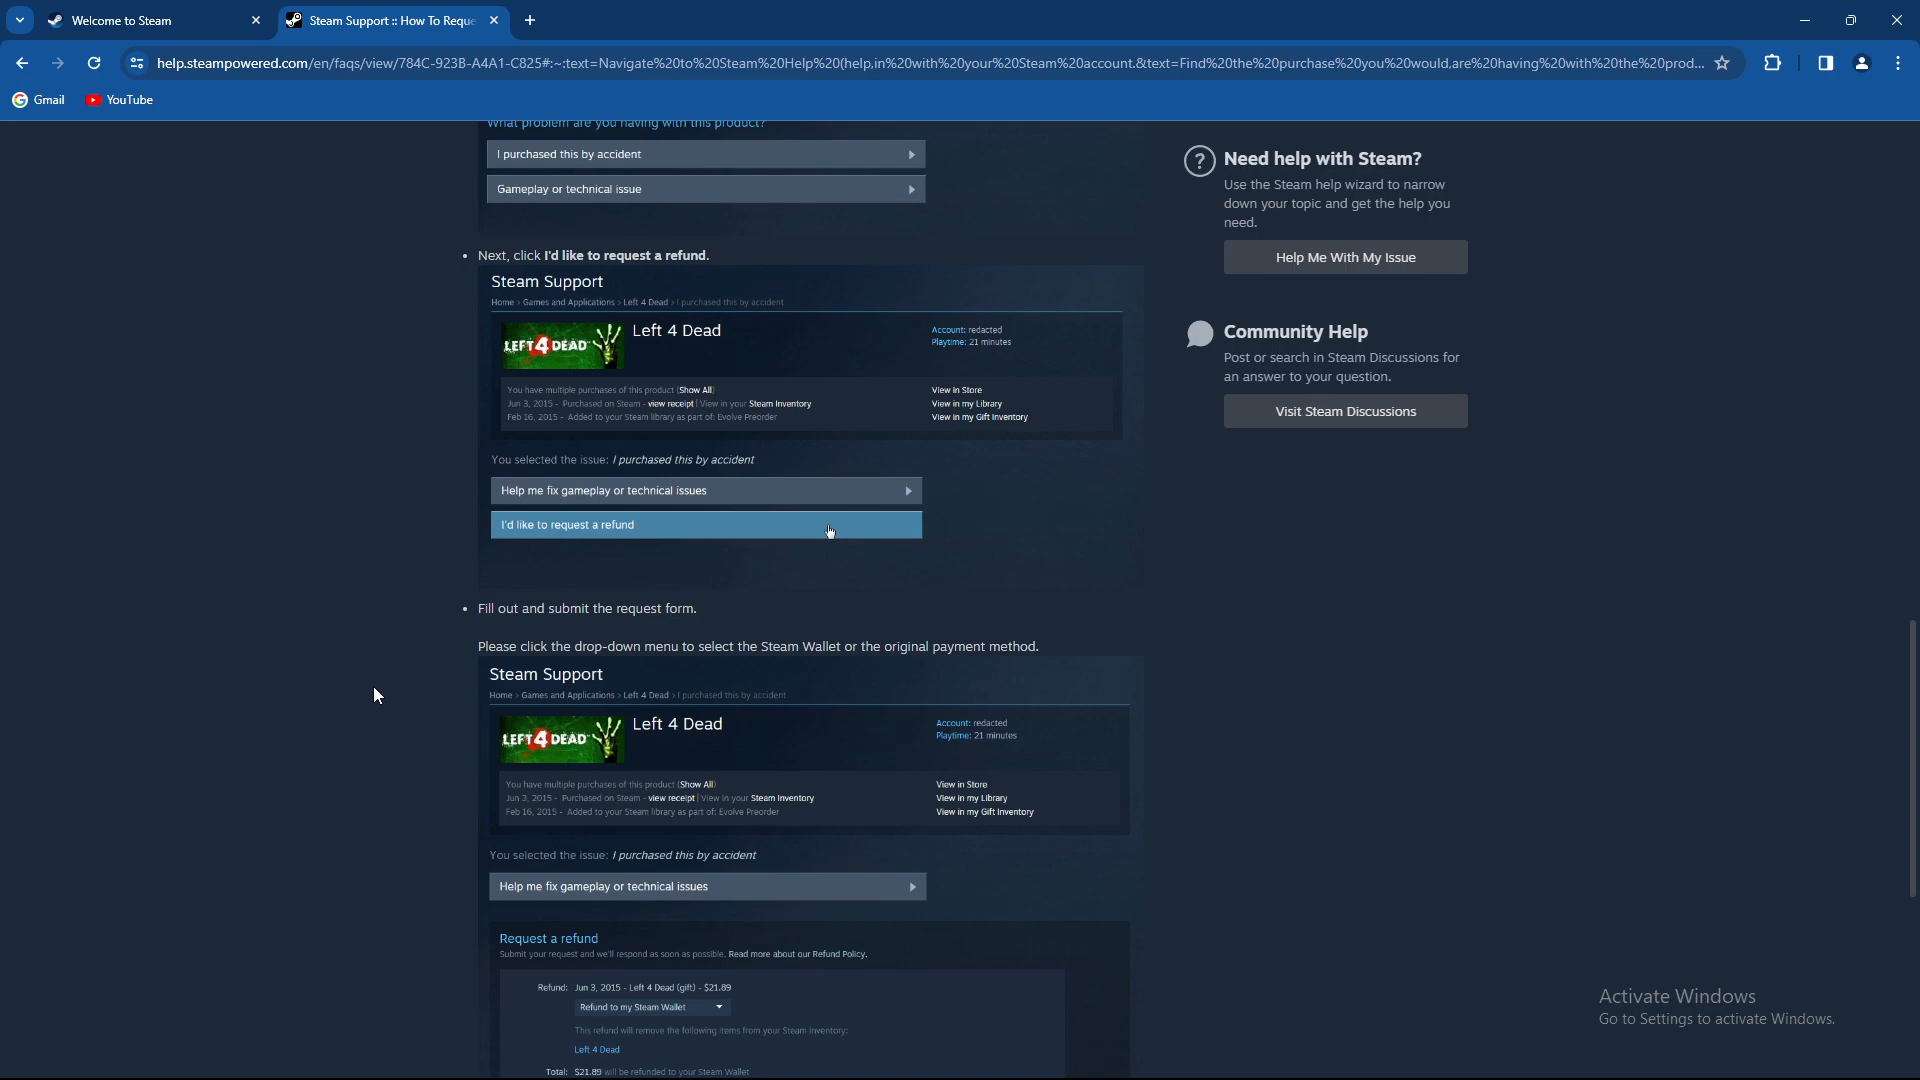 Welcome to Steam
Steam Support :: How To Reque
help.steampowered.com/en/faqs/view/784C-923B-A4A1-C825#:~:text=Navigate%20to%20Steam%20Help%20(help,in%20with%20your%20Steam%20account.&text=Find%20the%20purchase%20you%20would,are%20having%20with%20the%20prod...
Gmail
YouTube
What problem are you having with this product?
I purchased this by accident
Gameplay or technical issue
Next, click I'd like to request a refund.
Steam Support
Home > Games and Applications > Left 4 Dead > I purchased this by accident
LEFT 4 DEAD
Left 4 Dead
Account: redacted
Playtime: 21 minutes
You have multiple purchases of this product (Show All)
Jun 3, 2015 - Purchased on Steam - view receipt | View in your Steam Inventory
Feb 16, 2015 - Added to your Steam library as part of: Evolve Preorder
View in Store
View in my Library
View in my Gift Inventory
You selected the issue: I purchased this by accident
Help me fix gameplay or technical issues
I'd like to request a refund
Fill out and submit the request form.
Please click the drop-down menu to select the Steam Wallet or the original payment method.
Steam Support
Home > Games and Applications > Left 4 Dead > I purchased this by accident
LEFT 4 DEAD
Left 4 Dead
Account: redacted
Playtime: 21 minutes
You have multiple purchases of this product (Show All)
Jun 3, 2015 - Purchased on Steam - view receipt | View in your Steam Inventory
Feb 16, 2015 - Added to your Steam library as part of: Evolve Preorder
View in Store
View in my Library
View in my Gift Inventory
You selected the issue: I purchased this by accident
Help me fix gameplay or technical issues
Request a refund
Submit your request and we'll respond as soon as possible. Read more about our Refund Policy.
Refund: Jun 3, 2015 - Left 4 Dead (gift) - $21.89
Refund to my Steam Wallet
This refund will remove the following items from your Steam Inventory:
Left 4 Dead
Total: $21.89 will be refunded to your Steam Wallet
Need help with Steam?
Use the Steam help wizard to narrow
down your topic and get the help you
need.
Help Me With My Issue
Community Help
Post or search in Steam Discussions for
an answer to your question.
Visit Steam Discussions
Activate Windows
Go to Settings to activate Windows.